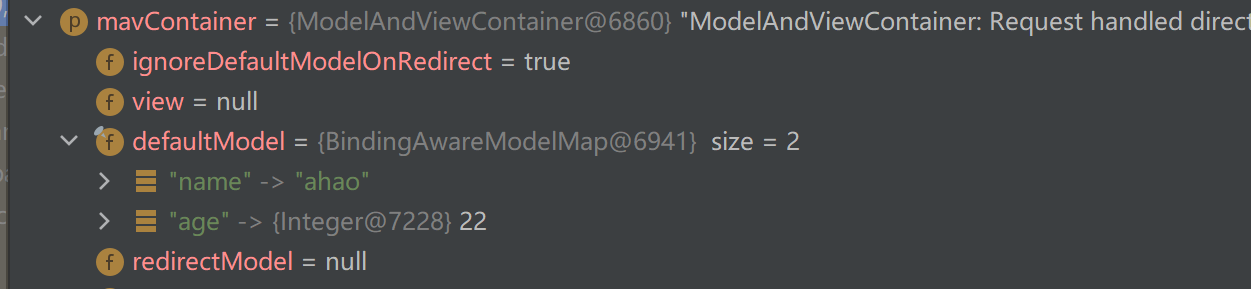 p mavContainer = {ModelAndViewContainer@6860} "ModelAndViewContainer: Request handled direct
f ignoreDefaultModelOnRedirect = true
f view = null
f defaultModel = {BindingAwareModelMap@6941} size = 2
"name" -> "ahao"
"age" -> {Integer@7228} 22
f redirectModel = null